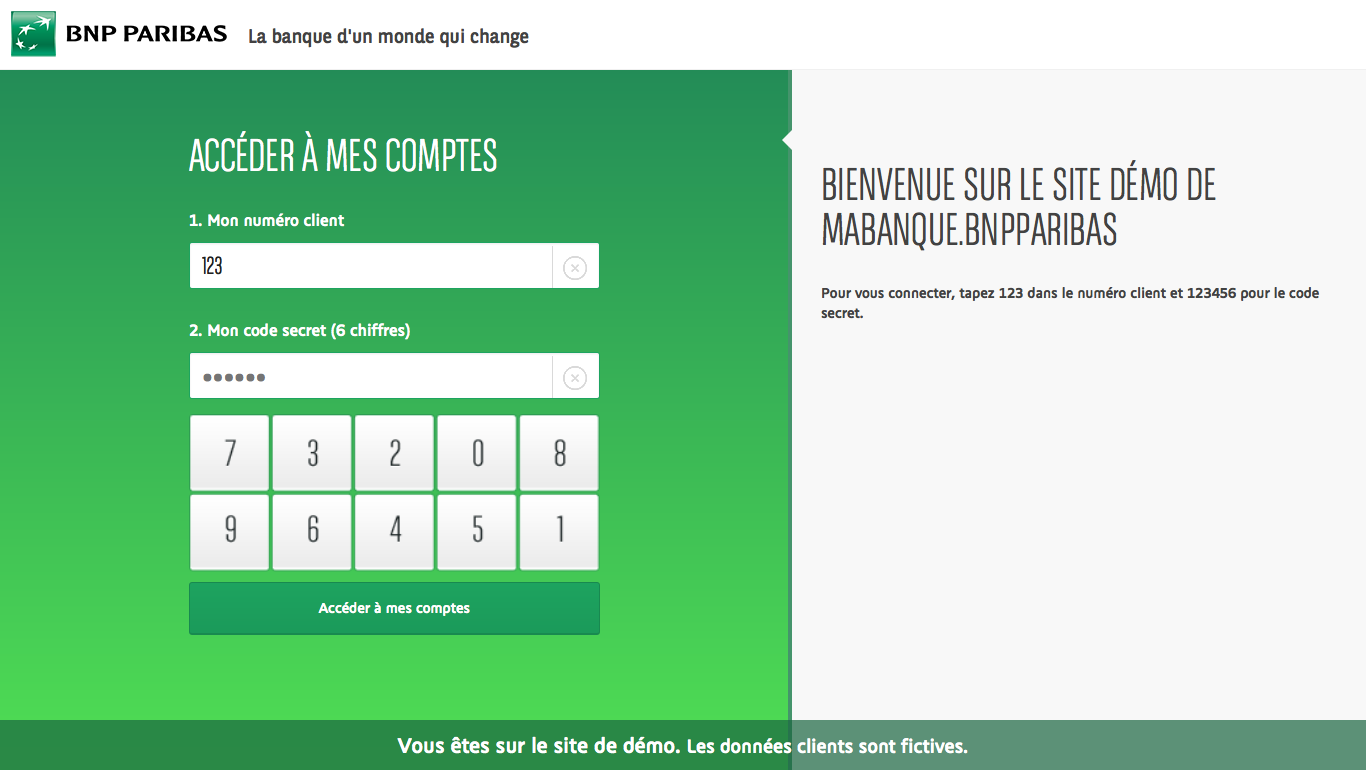 BNP PARIBAS La banque d'un monde qui change
ACCÉDER À MES COMPTES
1. Mon numéro client
123
2. Mon code secret (6 chiffres)
••••••
7 3 2 0 8
9 6 4 5 1
Accéder à mes comptes
BIENVENUE SUR LE SITE DÉMO DE
MABANQUE.BNPPARIBAS
Pour vous connecter, tapez 123 dans le numéro client et 123456 pour le code
secret.
Vous êtes sur le site de démo. Les données clients sont fictives.